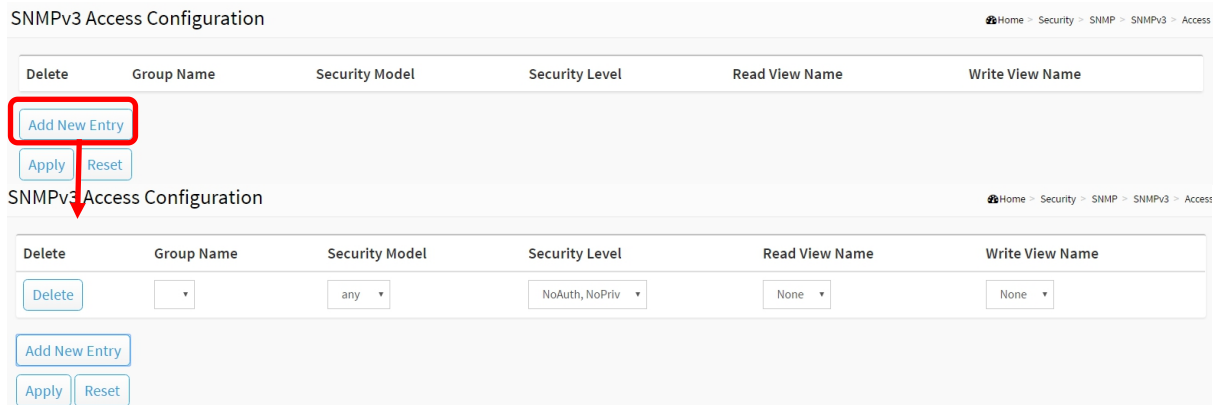 SNMPv3 Access Configuration Home > Security > SNMP > SNMPv3 > Access
Delete Group Name Security Model Security Level Read View Name Write View Name
Add New Entry
Apply Reset
SNMPv3 Access Configuration Home > Security > SNMP > SNMPv3 > Access
Delete Group Name Security Model Security Level Read View Name Write View Name
Delete any NoAuth, NoPriv None None
Add New Entry
Apply Reset